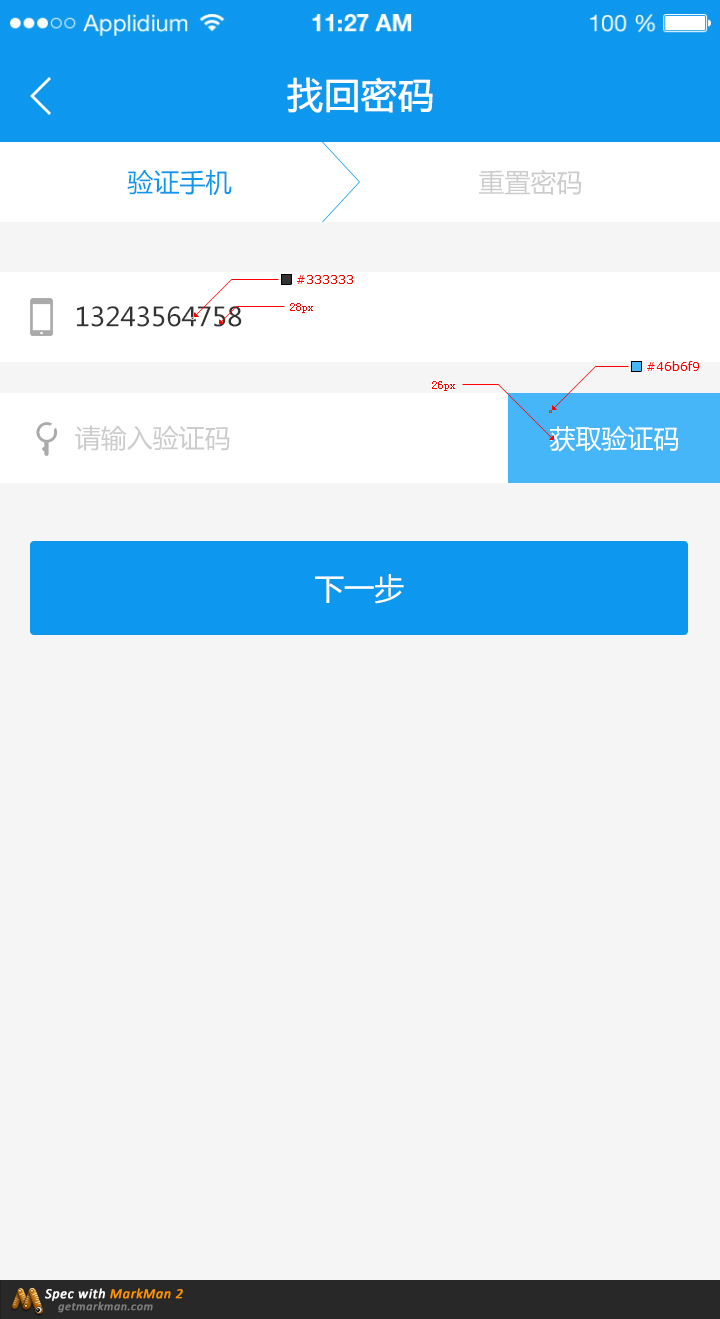 Applidium 11:27 AM 100 %
找回密码
验证手机 重置密码
#333333
13243564758 28px
#46b6f9
26px
请输入验证码 获取验证码
下一步
Spec with MarkMan 2
getmarkman.com